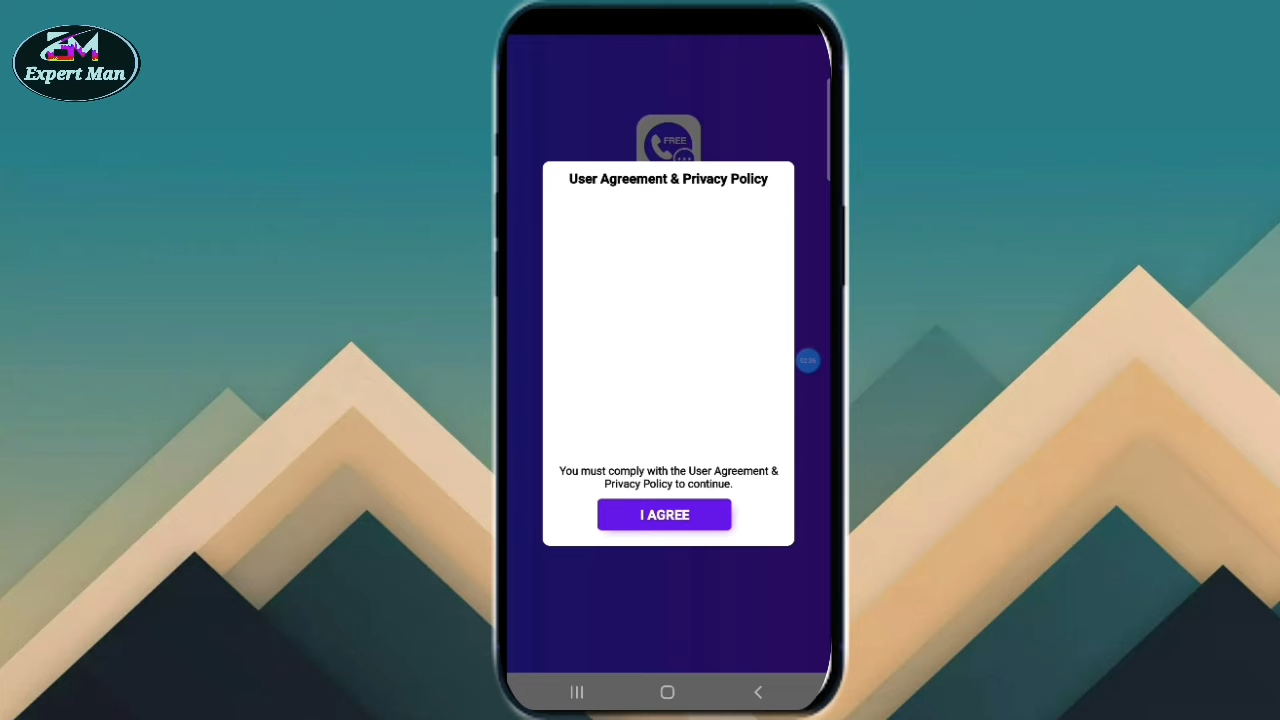 EM
Expert Man
FREE
User Agreement & Privacy Policy
You must comply with the User Agreement &
Privacy Policy to continue.
I AGREE